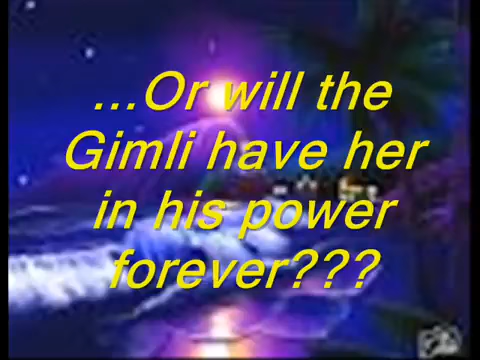 ...Or will the
Gimli have her
in his power
forever???